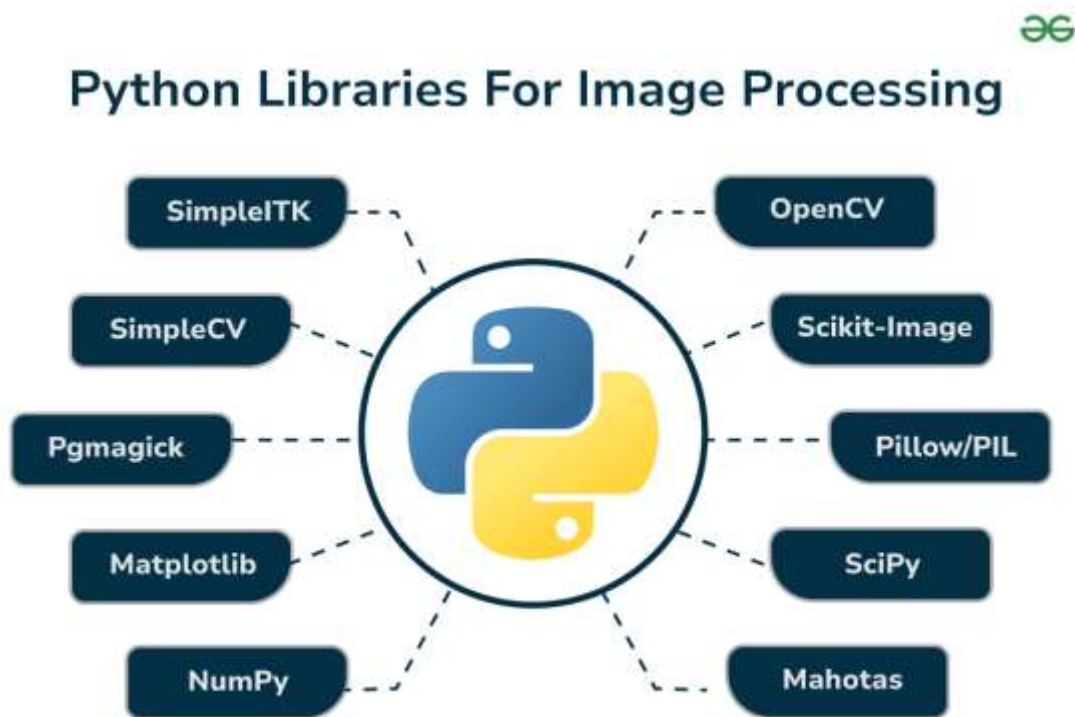 Python Libraries For Image Processing
SimpleITK
OpenCV
SimpleCV
Scikit-Image
Pgmagick
Pillow/PIL
Matplotlib
SciPy
NumPy
Mahotas